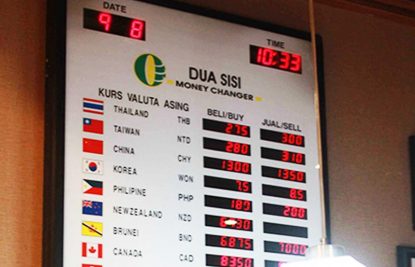 DATE
9 8
TIME
10:33
DUA SISI
MONEY CHANGER
KURS VALUTA ASING BELI/BUY JUAL/SELL
THAILAND THB 275 300
TAIWAN NTD 280 310
CHINA CHY 1300 1350
KOREA WON 7.5 8.5
PHILIPINE PHP 180 200
NEWZEALAND NZD
BRUNEI BND 6875 7000
CANADA CAD 8350